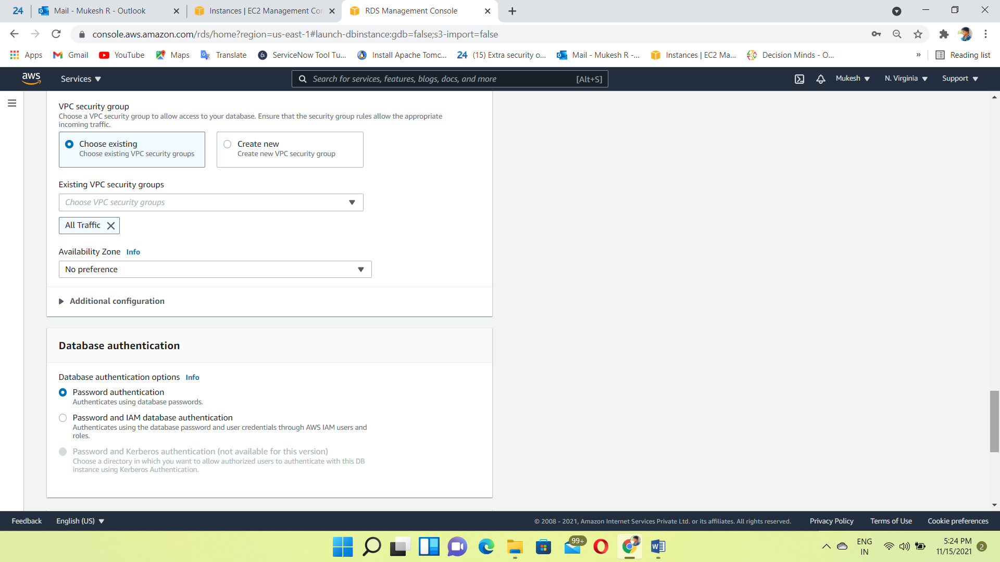 24
Mail - Mukesh R - Outlook
Instances | EC2 Management Con
RDS Management Console
console.aws.amazon.com/rds/home?region=us-east-1#launch-dbinstance:gdb=false;s3-import=false
Apps
Gmail
YouTube
Maps
Translate
ServiceNow Tool Tu...
Install Apache Tomc...
24 (15) Extra security o...
Mail - Mukesh R -...
Instances | EC2 Ma...
Decision Minds - O...
»
Reading list
aws
Services
Search for services, features, blogs, docs, and more
[Alt+S]
Mukesh
N. Virginia
Support
VPC security group
Choose a VPC security group to allow access to your database. Ensure that the security group rules allow the appropriate
incoming traffic.
Choose existing
Choose existing VPC security groups
Create new
Create new VPC security group
Existing VPC security groups
Choose VPC security groups
All Traffic
Availability Zone Info
No preference
Additional configuration
Database authentication
Database authentication options Info
Password authentication
Authenticates using database passwords.
Password and IAM database authentication
Authenticates using the database password and user credentials through AWS IAM users and
roles.
Password and Kerberos authentication (not available for this version)
Choose a directory in which you want to allow authorized users to authenticate with this DB
instance using Kerberos Authentication.
Feedback
English (US)
© 2008 - 2021, Amazon Internet Services Private Ltd. or its affiliates. All rights reserved.
Privacy Policy
Terms of Use
Cookie preferences
99+
ENG
IN
5:24 PM
11/15/2021
2